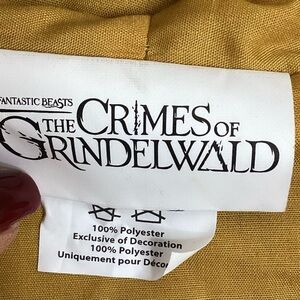 FANTASTIC BEASTS
THE CRIMES OF
GRINDELWALD
100% Polyester
Exclusive of Decoration
100% Polyester
Uniquement pour Décor